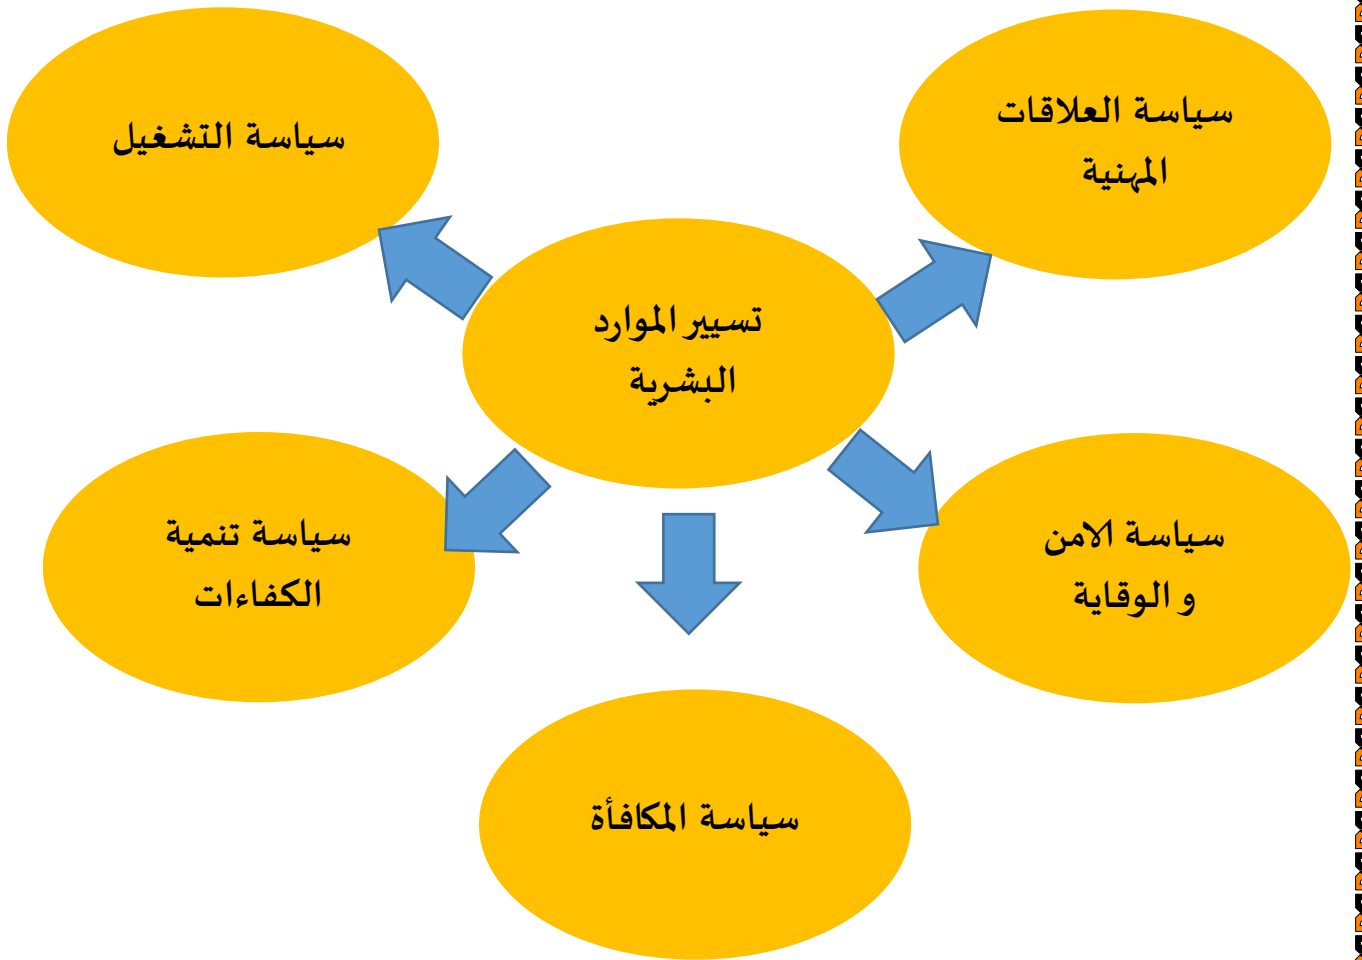 سياسة العلاقات
المهنية
سياسة التشغيل
تسيير الموارد
البشرية
سياسة الامن
و الوقاية
سياسة تنمية
الكفاءات
سياسة المكافأة